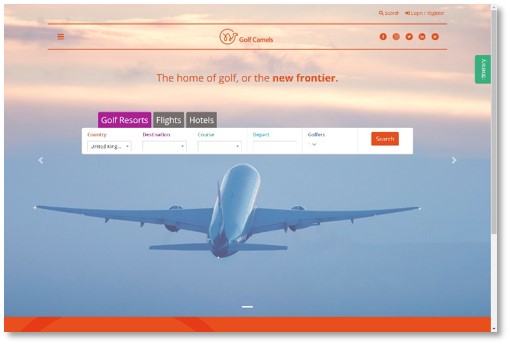 Search Login / Register
Golf Camels
The home of golf, or the new frontier.
Golf Resorts Flights Hotels
Country Destination Course Depart Golfers
United King... Search
Itinerary